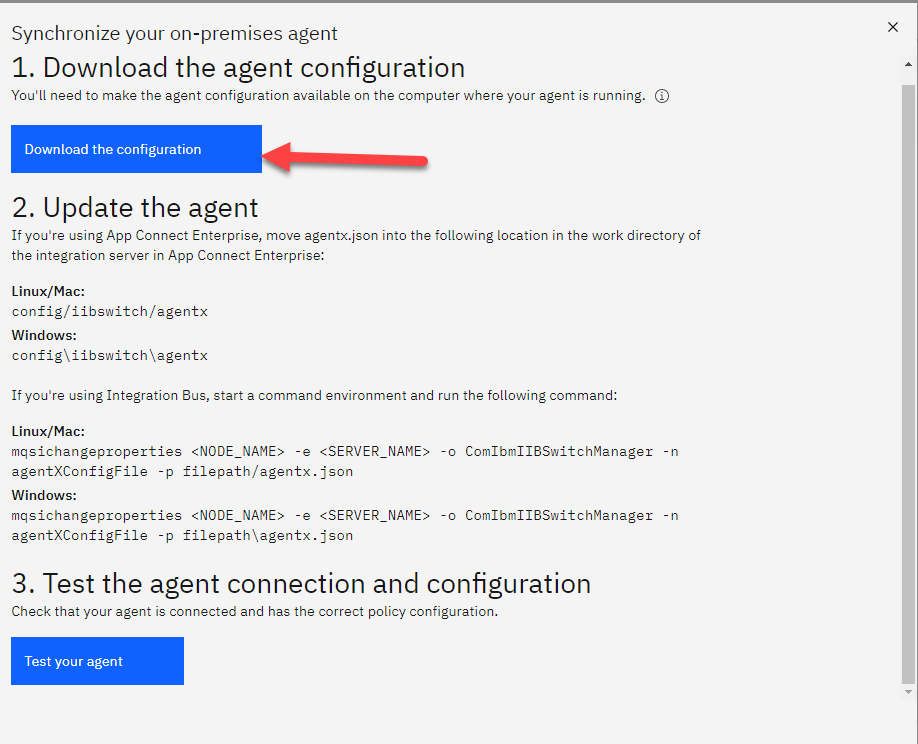 Synchronize your on-premises agent
1. Download the agent configuration
You'll need to make the agent configuration available on the computer where your agent is running.
Download the configuration
2. Update the agent
If you're using App Connect Enterprise, move agentx.json into the following location in the work directory of
the integration server in App Connect Enterprise:
Linux/Mac:
config/iibswitch/agentx
Windows:
config\iibswitch\agentx
If you're using Integration Bus, start a command environment and run the following command:
Linux/Mac:
mqsichangeproperties <NODE_NAME> -e <SERVER_NAME> -o ComIbmIIBSwitchManager -n
agentXConfigFile -p filepath/agentx.json
Windows:
mqsichangeproperties <NODE_NAME> -e <SERVER_NAME> -o ComIbmIIBSwitchManager -n
agentXConfigFile -p filepath\agentx.json
3. Test the agent connection and configuration
Check that your agent is connected and has the correct policy configuration.
Test your agent